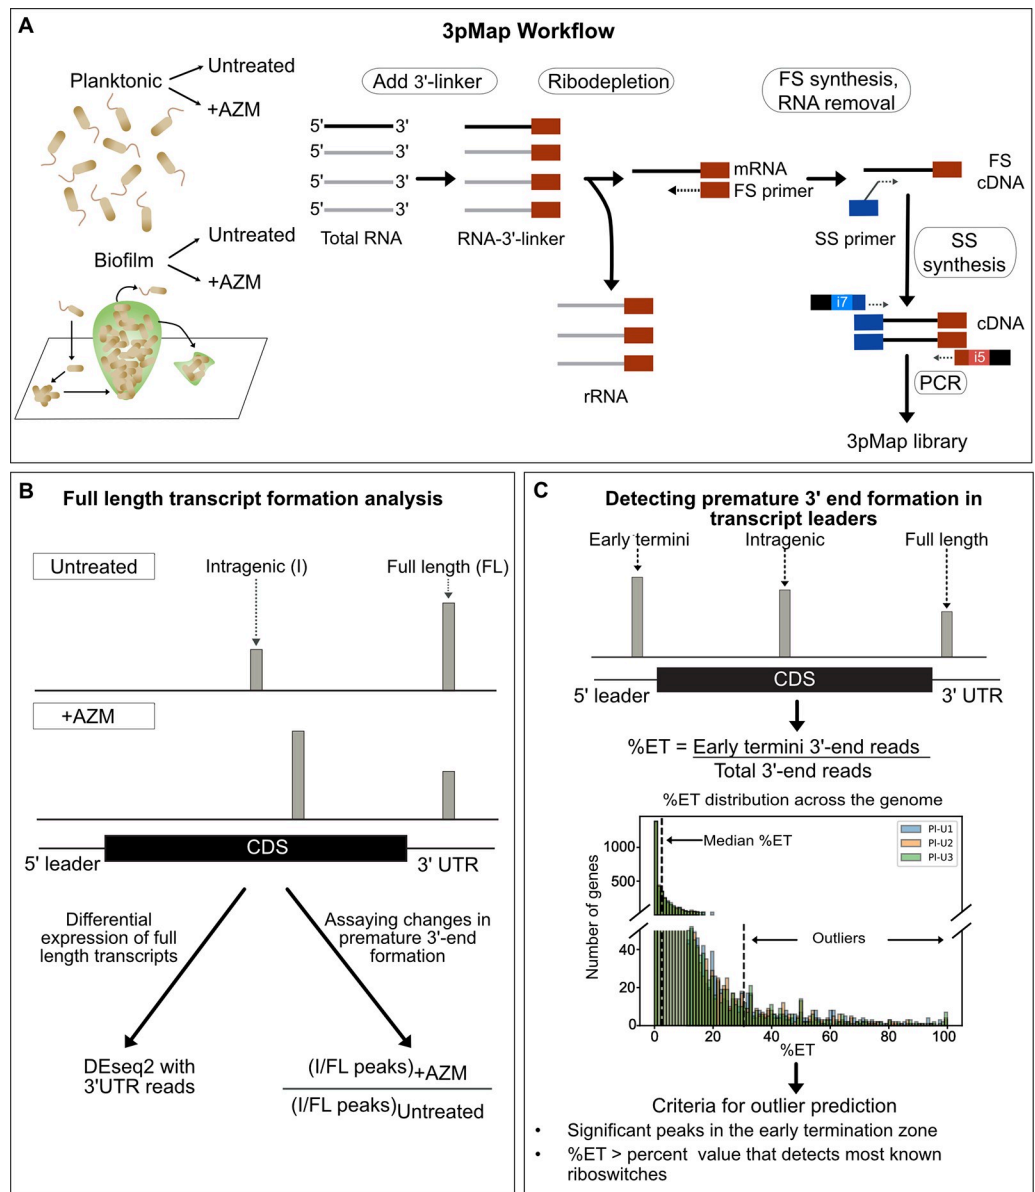 A
3pMap Workflow
Planktonic
Untreated
+AZM
Biofilm
Untreated
+AZM
Add 3'-linker
Ribodepletion
FS synthesis,
RNA removal
5' 3'
5' 3'
5' 3'
5' 3'
Total RNA
RNA-3'-linker
mRNA
FS primer
rRNA
FS
cDNA
SS primer
SS
synthesis
i7
cDNA
i5
PCR
3pMap library
B
Full length transcript formation analysis
Untreated
Intragenic (I)
Full length (FL)
+AZM
CDS
5' leader
3' UTR
Differential
expression of full
length transcripts
Assaying changes in
premature 3'-end
formation
DEseq2 with
3'UTR reads
(I/FL peaks)+AZM
(I/FL peaks)Untreated
C
Detecting premature 3' end formation in
transcript leaders
Early termini
Intragenic
Full length
CDS
5' leader
3' UTR
%ET = Early termini 3'-end reads
Total 3'-end reads
%ET distribution across the genome
Median %ET
PI-U1
PI-U2
PI-U3
1000
500
Number of genes
Outliers
40
20
0
0 20 40 60 80 100
%ET
Criteria for outlier prediction
• Significant peaks in the early termination zone
• %ET > percent value that detects most known
riboswitches